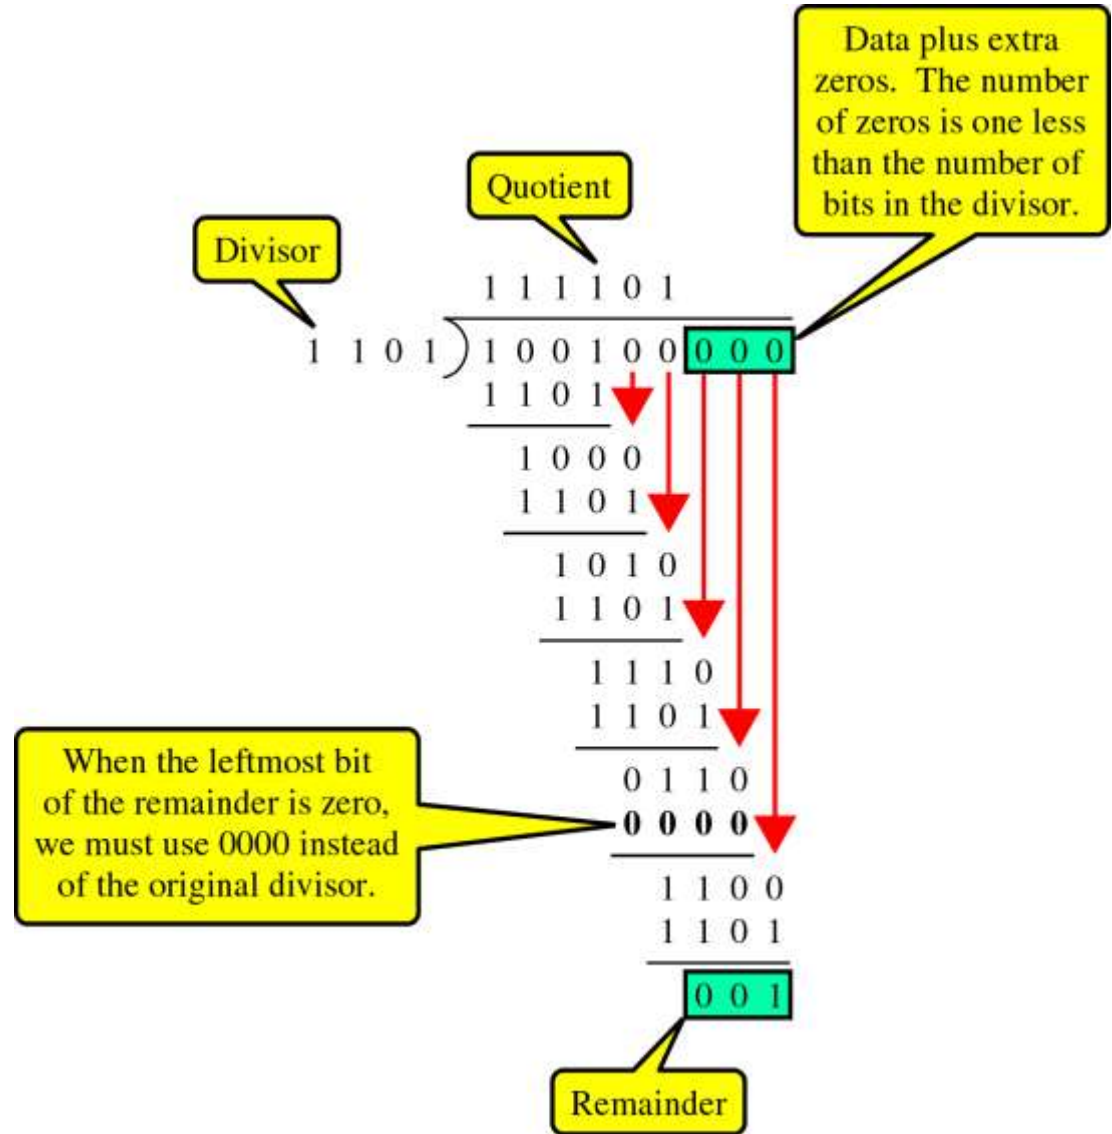 Data plus extra
zeros. The number
of zeros is one less
than the number of
bits in the divisor.
Quotient
Divisor
1 1 1 1 0 1
1 1 0 1 ) 1 0 0 1 0 0 0 0 0
1 1 0 1
1 0 0 0
1 1 0 1
1 0 1 0
1 1 0 1
1 1 1 0
1 1 0 1
When the leftmost bit
of the remainder is zero,
we must use 0000 instead
of the original divisor.
0 1 1 0
0 0 0 0
1 1 0 0
1 1 0 1
0 0 1
Remainder